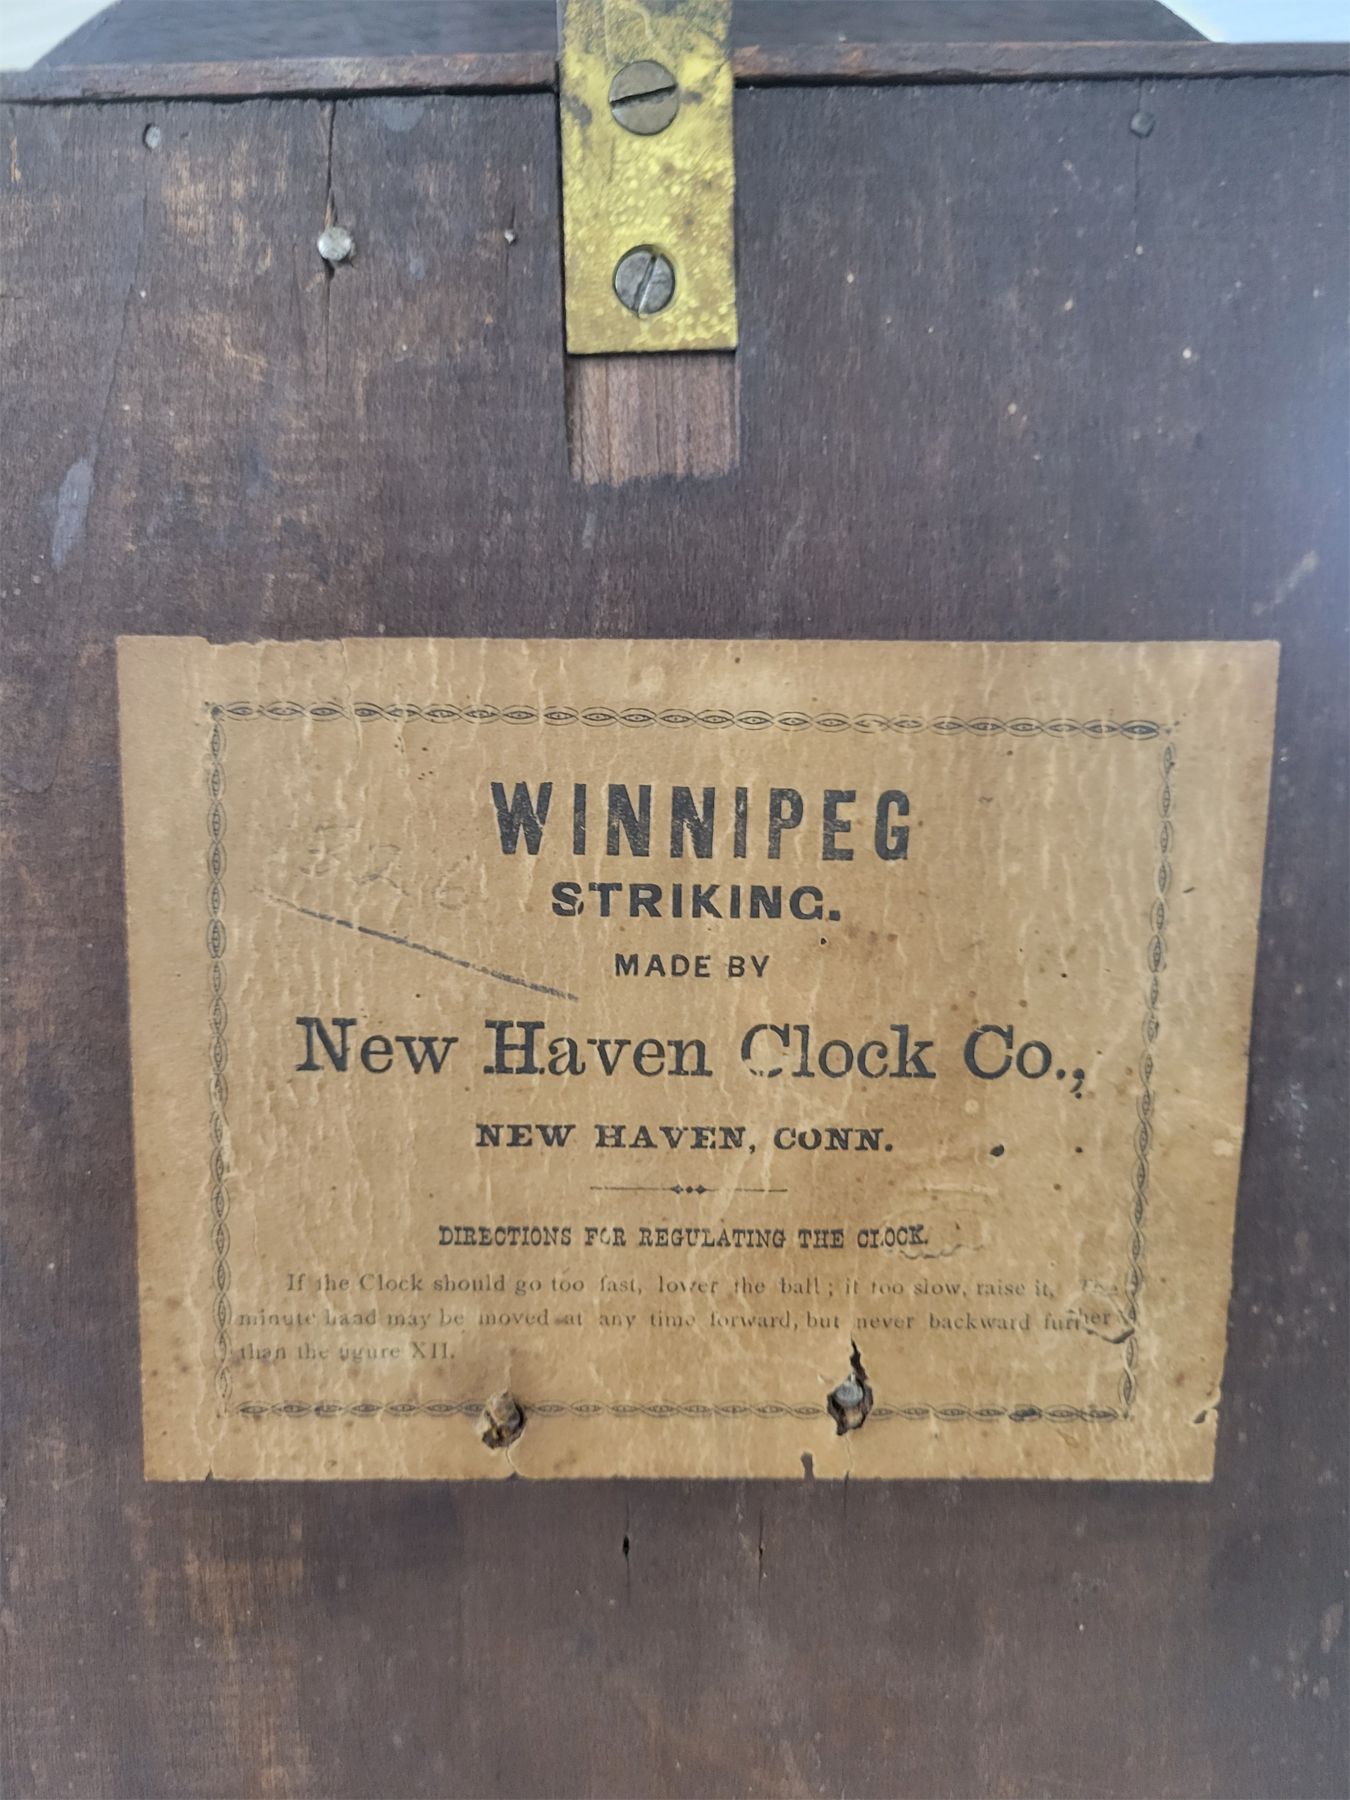 WINNIPEG
STRIKING.
MADE BY
New Haven Clock Co.,
NEW HAVEN, CONN.
DIRECTIONS FOR REGULATING THE CLOCK.
If the Clock should go too fast, lower the ball; if too slow, raise it, The
minute hand may be moved at any time forward, but never backward further
than the figure XII.